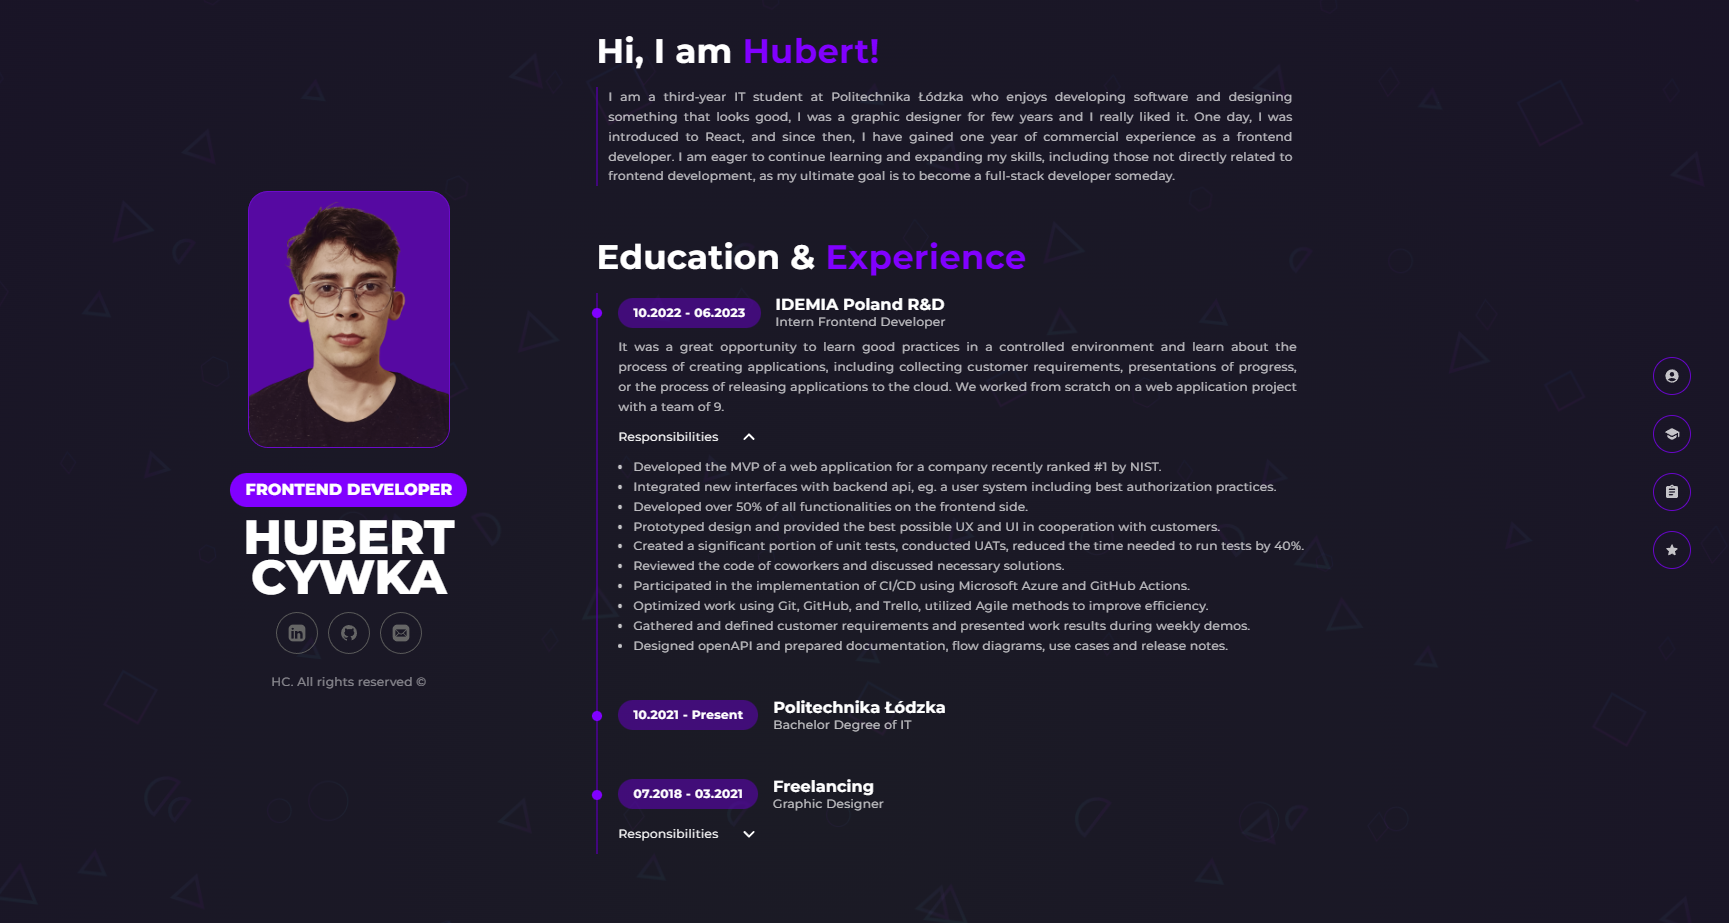 Hi, I am Hubert!
I am a third-year IT student at Politechnika Łódzka who enjoys developing software and designing
something that looks good, I was a graphic designer for few years and I really liked it. One day, I was
introduced to React, and since then, I have gained one year of commercial experience as a frontend
developer. I am eager to continue learning and expanding my skills, including those not directly related to
frontend development, as my ultimate goal is to become a full-stack developer someday.
FRONTEND DEVELOPER
HUBERT
CYWKA
in
HC. All rights reserved ©
Education & Experience
10.2022 - 06.2023
IDEMIA Poland R&D
Intern Frontend Developer
It was a great opportunity to learn good practices in a controlled environment and learn about the
process of creating applications, including collecting customer requirements, presentations of progress,
or the process of releasing applications to the cloud. We worked from scratch on a web application project
with a team of 9.
Responsibilities
• Developed the MVP of a web application for a company recently ranked #1 by NIST.
• Integrated new interfaces with backend api, eg. a user system including best authorization practices.
• Developed over 50% of all functionalities on the frontend side.
• Prototyped design and provided the best possible UX and UI in cooperation with customers.
• Created a significant portion of unit tests, conducted UATs, reduced the time needed to run tests by 40%.
• Reviewed the code of coworkers and discussed necessary solutions.
• Participated in the implementation of CI/CD using Microsoft Azure and GitHub Actions.
• Optimized work using Git, GitHub, and Trello, utilized Agile methods to improve efficiency.
• Gathered and defined customer requirements and presented work results during weekly demos.
• Designed openAPI and prepared documentation, flow diagrams, use cases and release notes.
10.2021 - Present
Politechnika Łódzka
Bachelor Degree of IT
07.2018 - 03.2021
Freelancing
Graphic Designer
Responsibilities